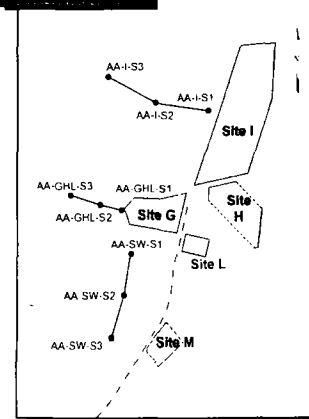 AA-I-S3
AA-I-S1
AA-I-S2
Site I
AA-GHL-S3
AA-GHL-S1
AA-GHL-S2
Site G
Site H
AA-SW-S1
Site L
AA SW-S2
AA-SW-S3
Site M